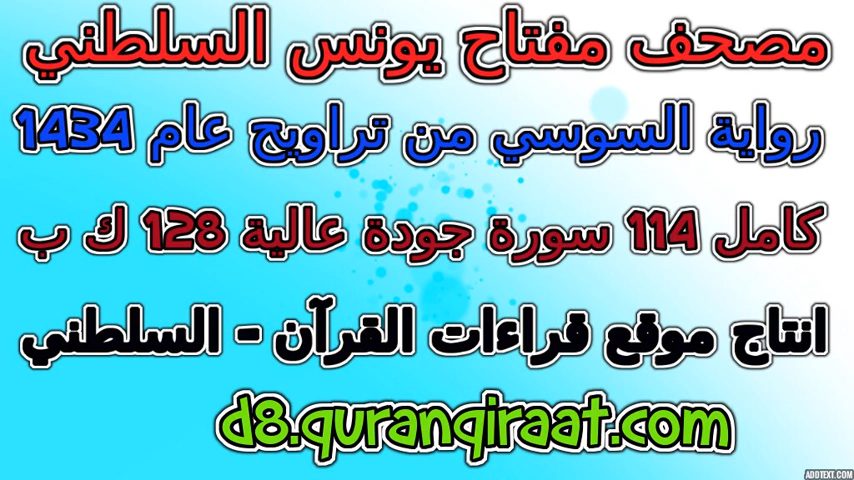 مصحف مفتاح يونس السلطني
رواية السوسي من تراويح عام 1434
كامل 114 سورة جودة عالية 128 ك ب
انتاج موقع قراءات القرآن - السلطني
d8.quranqiraat.com
ADDTEXT.COM